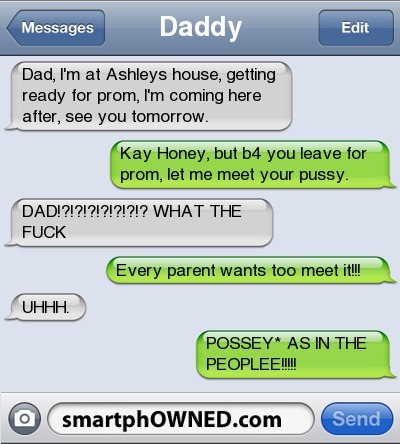 Messages
Daddy
Edit
Dad, I'm at Ashleys house, getting
ready for prom, I'm coming here
after, see you tomorrow.
Kay Honey, but b4 you leave for
prom, let me meet your pussy.
DAD!?!?!?!?!?!?!? WHAT THE
FUCK
Every parent wants too meet it!!!
UHHH.
POSSEY* AS IN THE
PEOPLEE!!!!!
smartphOWNED.com
Send